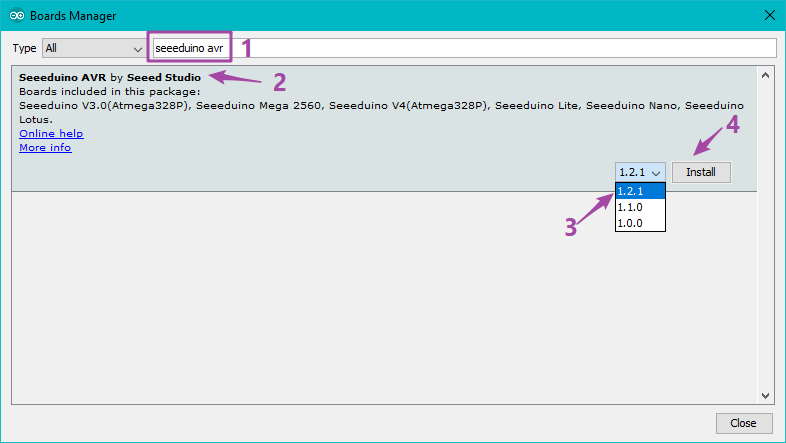 Boards Manager
Type All seeeduino avr 1
Seeeduino AVR by Seeed Studio 2
Boards included in this package:
Seeeduino V3.0(Atmega328P), Seeeduino Mega 2560, Seeeduino V4(Atmega328P), Seeeduino Lite, Seeeduino Nano, Seeeduino
Lotus.
Online help
More info
4
1.2.1 Install
1.2.1
1.1.0
3
1.0.0
Close